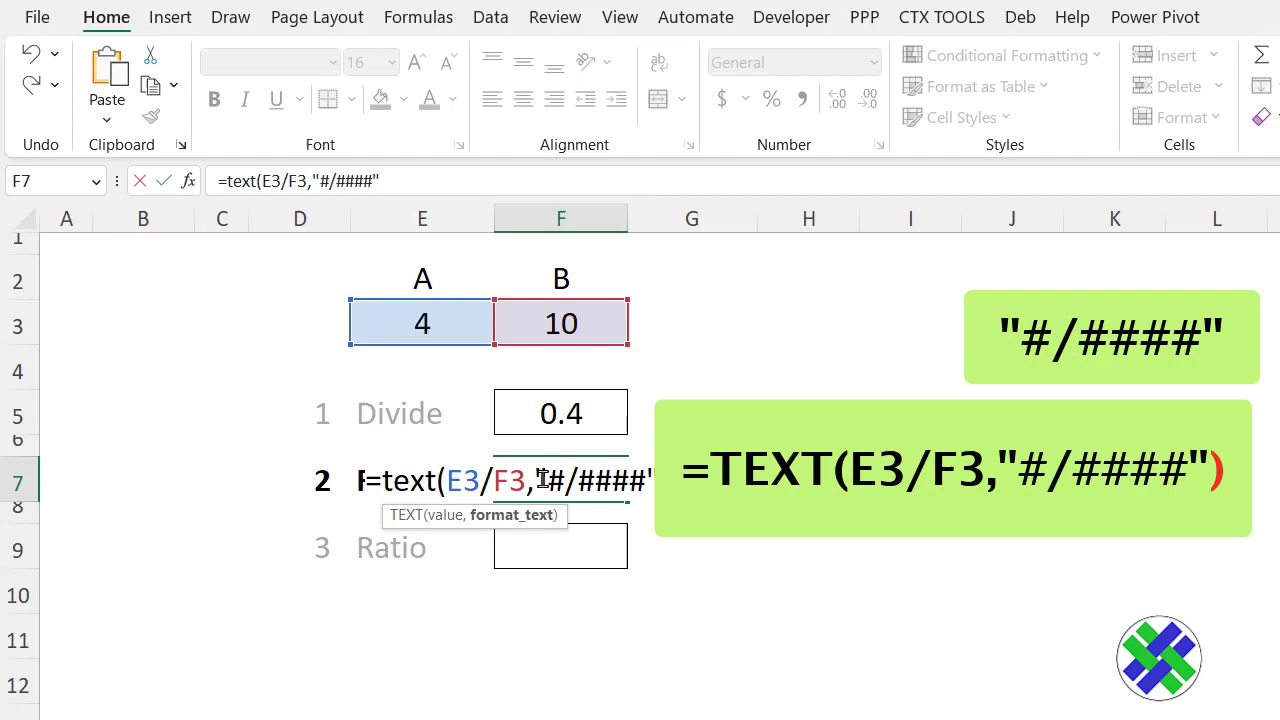 File Home Insert Draw Page Layout Formulas Data Review View Automate Developer PPP CTX TOOLS Deb Help Power Pivot
16 General Conditional Formatting Insert
Paste Format as Table Delete
Cell Styles Format
Undo Clipboard Font Alignment Number Styles Cells
F7 fx =text(E3/F3,"#/####"
A B C D E F G H I J K L
1
2 A B
3 4 10
"#/####"
4
5 1 Divide 0.4
6
=TEXT(E3/F3,"#/####")
7 2 F=text(E3/F3,"#/####"
8 TEXT(value, format_text)
9 3 Ratio
10
11
12